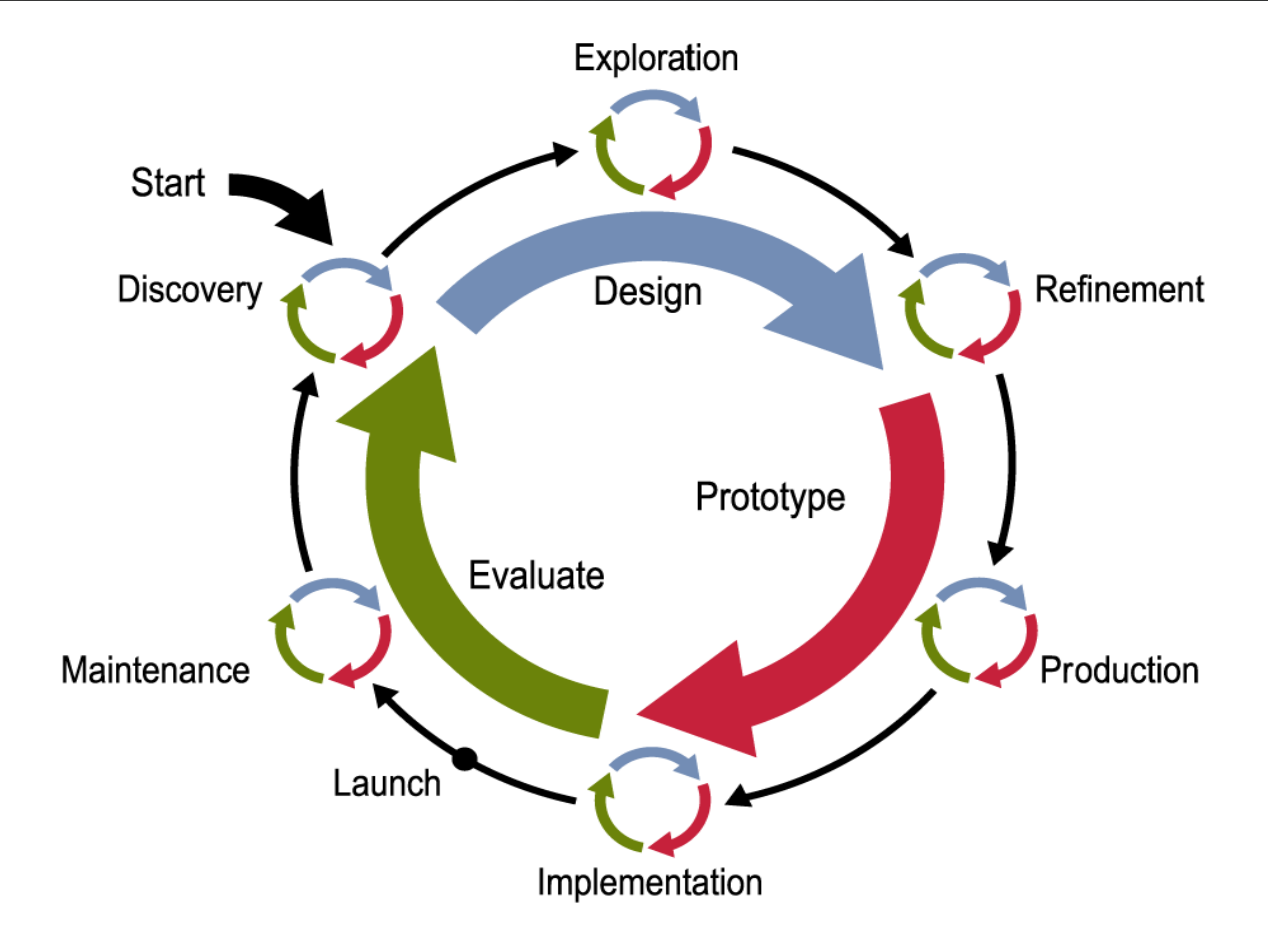 Exploration
Start
Discovery
Design
Refinement
Prototype
Evaluate
Maintenance
Production
Launch
Implementation